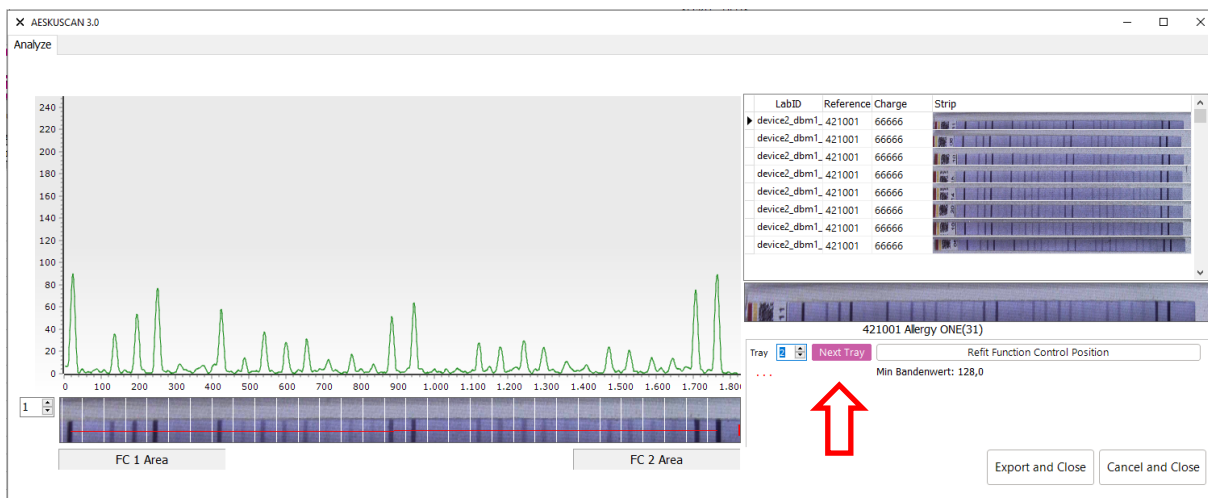 AESKUSCAN 3.0
Analyze
240
220
200
180
160
140
120
100
80
60
40
20
0
0 100 200 300 400 500 600 700 800 900 1.000 1.100 1.200 1.300 1.400 1.500 1.600 1.700 1.80
1
FC 1 Area
FC 2 Area
LabID Reference Charge Strip
device2_dbm1_ 421001 66666
device2_dbm1_ 421001 66666
device2_dbm1_ 421001 66666
device2_dbm1_ 421001 66666
device2_dbm1_ 421001 66666
device2_dbm1_ 421001 66666
device2_dbm1_ 421001 66666
device2_dbm1_ 421001 66666
421001 Allergy ONE(31)
Tray 2 Next Tray Refit Function Control Position
. . . Min Bandenwert: 128,0
Export and Close Cancel and Close